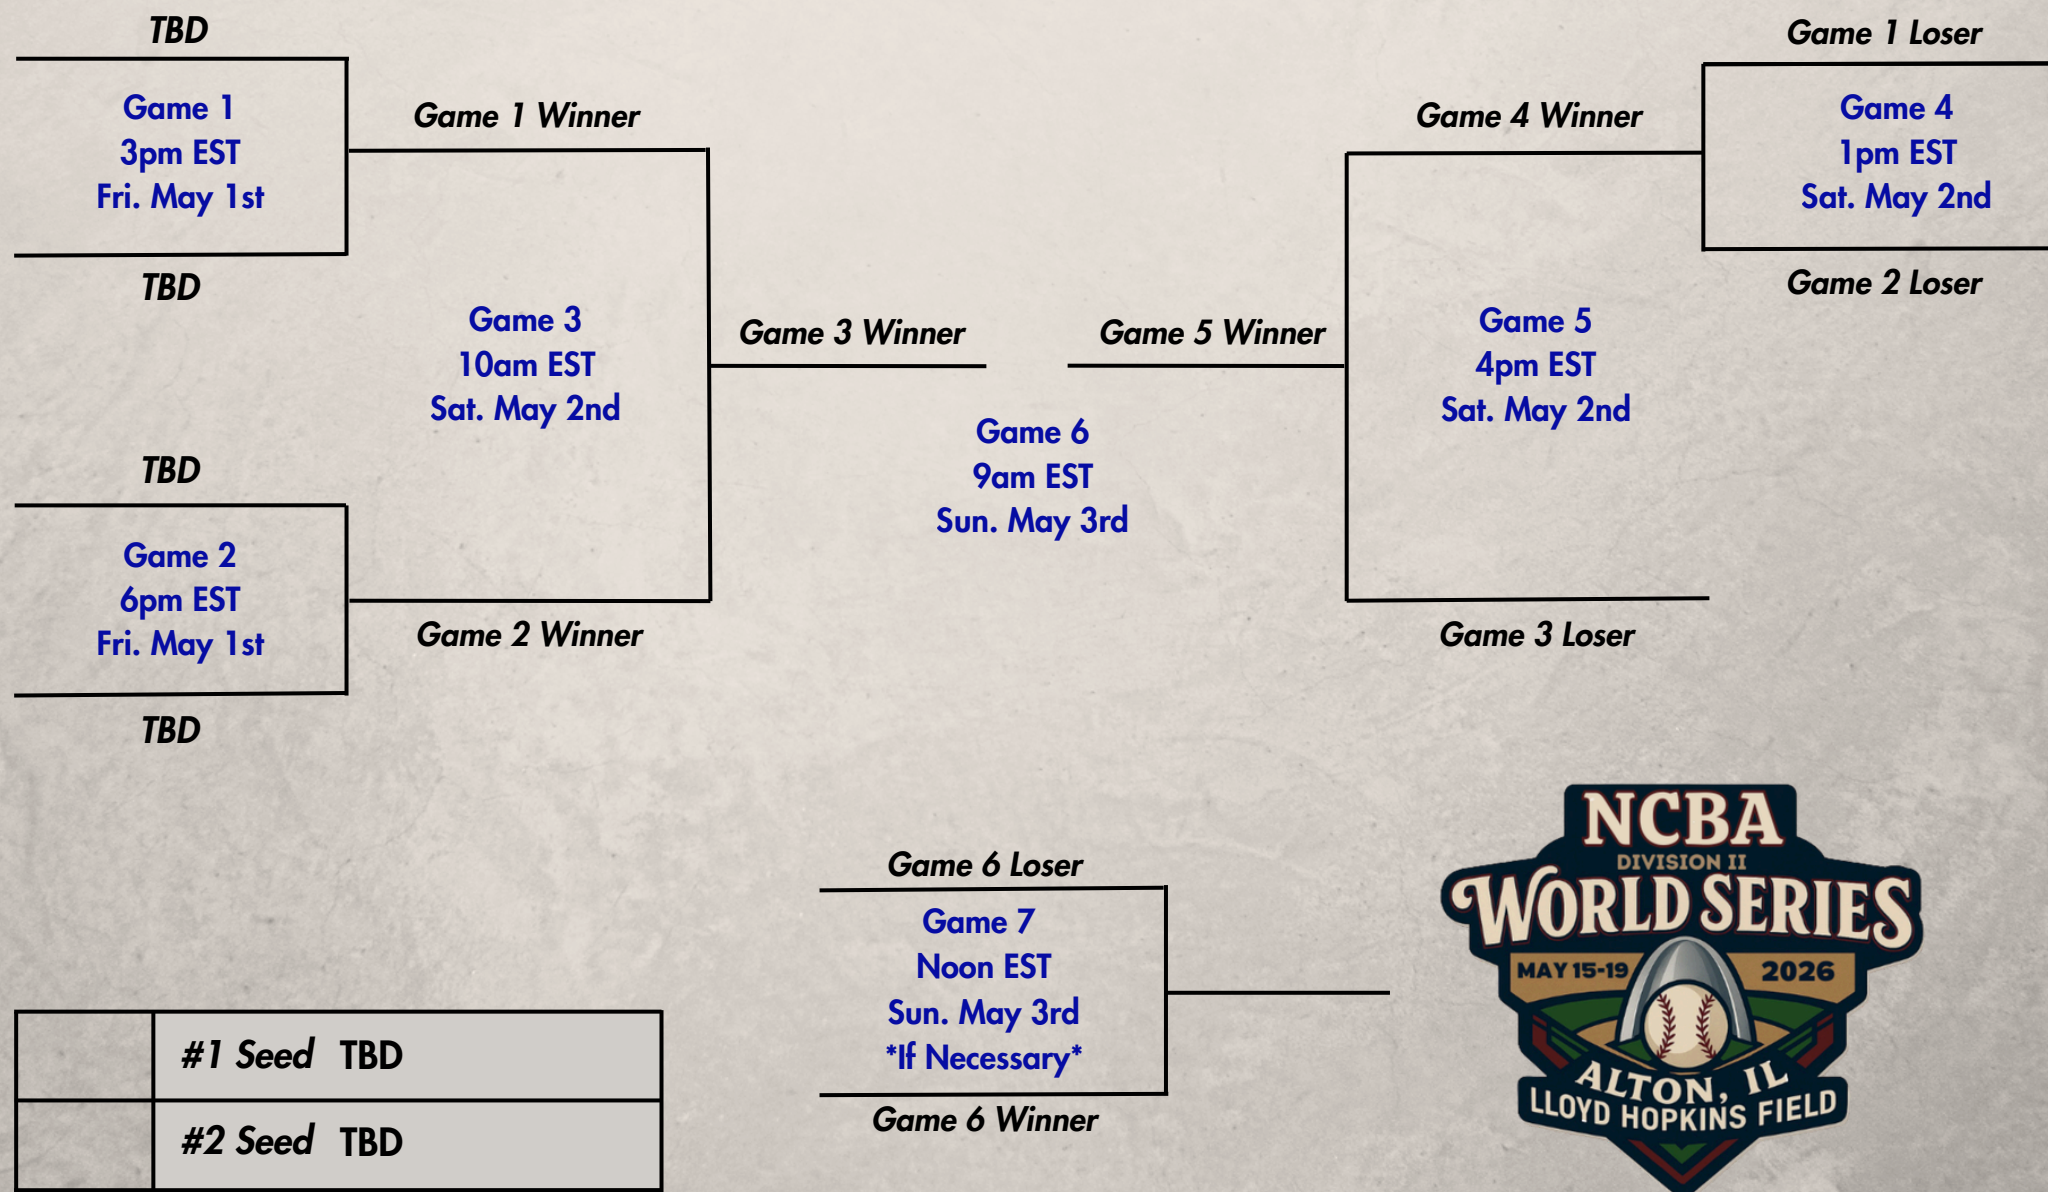 TBD
Game 1
3pm EST
Fri. May 1st
TBD
Game 1 Winner
Game 3
10am EST
Sat. May 2nd
TBD
Game 2
6pm EST
Fri. May 1st
TBD
Game 2 Winner
Game 3 Winner
Game 5 Winner
Game 6
9am EST
Sun. May 3rd
Game 4 Winner
Game 5
4pm EST
Sat. May 2nd
Game 3 Loser
Game 1 Loser
Game 4
1pm EST
Sat. May 2nd
Game 2 Loser
Game 6 Loser
Game 7
Noon EST
Sun. May 3rd
*If Necessary*
Game 6 Winner
#1 Seed TBD
#2 Seed TBD
NCBA
DIVISION II
WORLD SERIES
MAY 15-19 2026
ALTON, IL
LLOYD HOPKINS FIELD